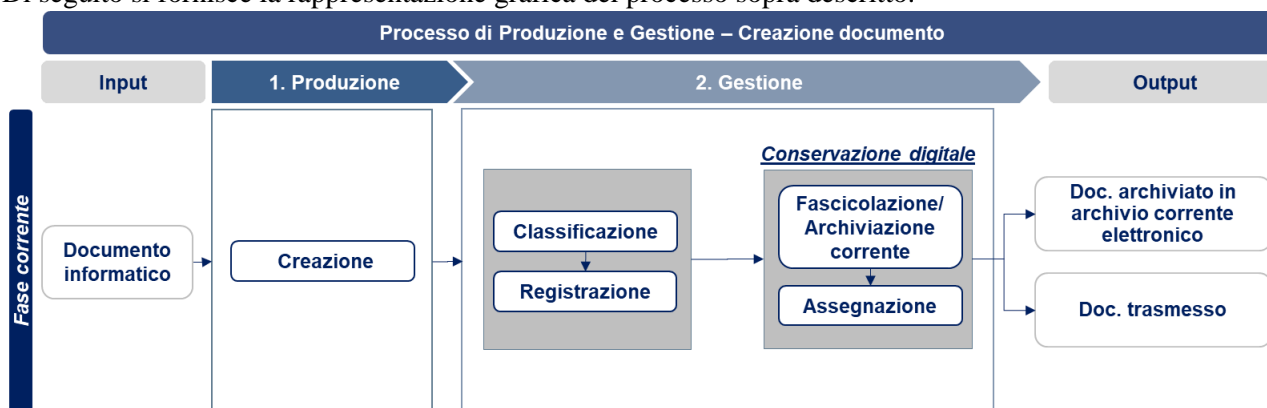 Di seguito si fornisce la rappresentazione grafica del processo sopra descritto:
Processo di Produzione e Gestione – Creazione documento
Input
1. Produzione
2. Gestione
Output
Fase corrente
Documento
informatico
Creazione
Classificazione
Registrazione
Conservazione digitale
Fascicolazione/
Archiviazione
corrente
Assegnazione
Doc. archiviato in
archivio corrente
elettronico
Doc. trasmesso